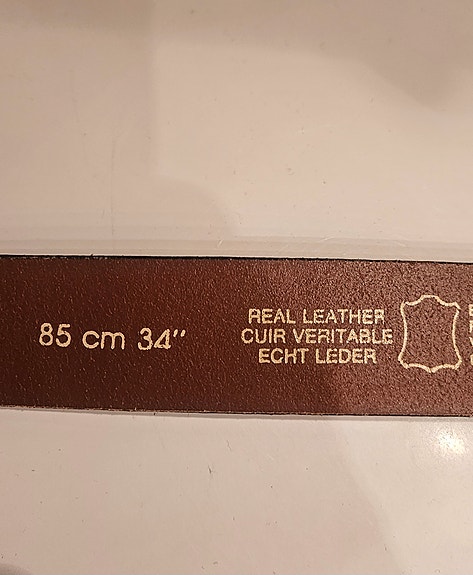 85 cm 34"
REAL LEATHER
CUIR VERITABLE
ECHT LEDER